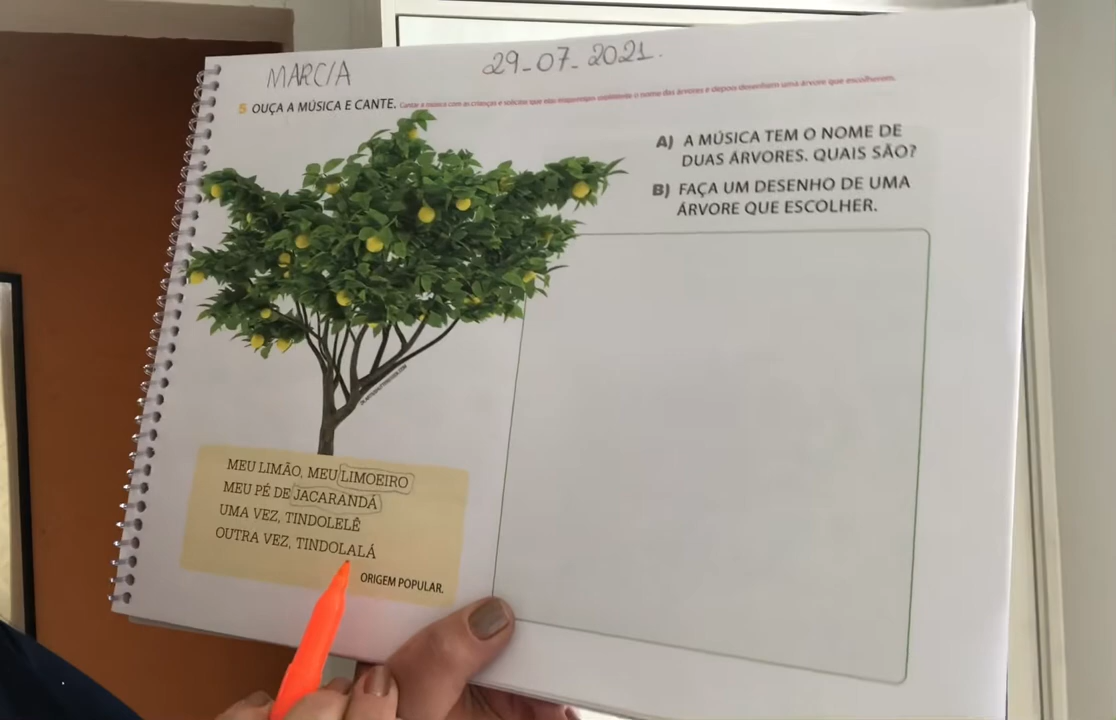 MARCIA
29-07-2021.
5 OUÇA A MÚSICA E CANTE.
A) A MÚSICA TEM O NOME DE
DUAS ÁRVORES. QUAIS SÃO?
B) FAÇA UM DESENHO DE UMA
ÁRVORE QUE ESCOLHER.
MEU LIMÃO, MEU LIMOEIRO
MEU PÉ DE JACARANDÁ
UMA VEZ, TINDOLELÊ
OUTRA VEZ, TINDOLALÁ
ORIGEM POPULAR.